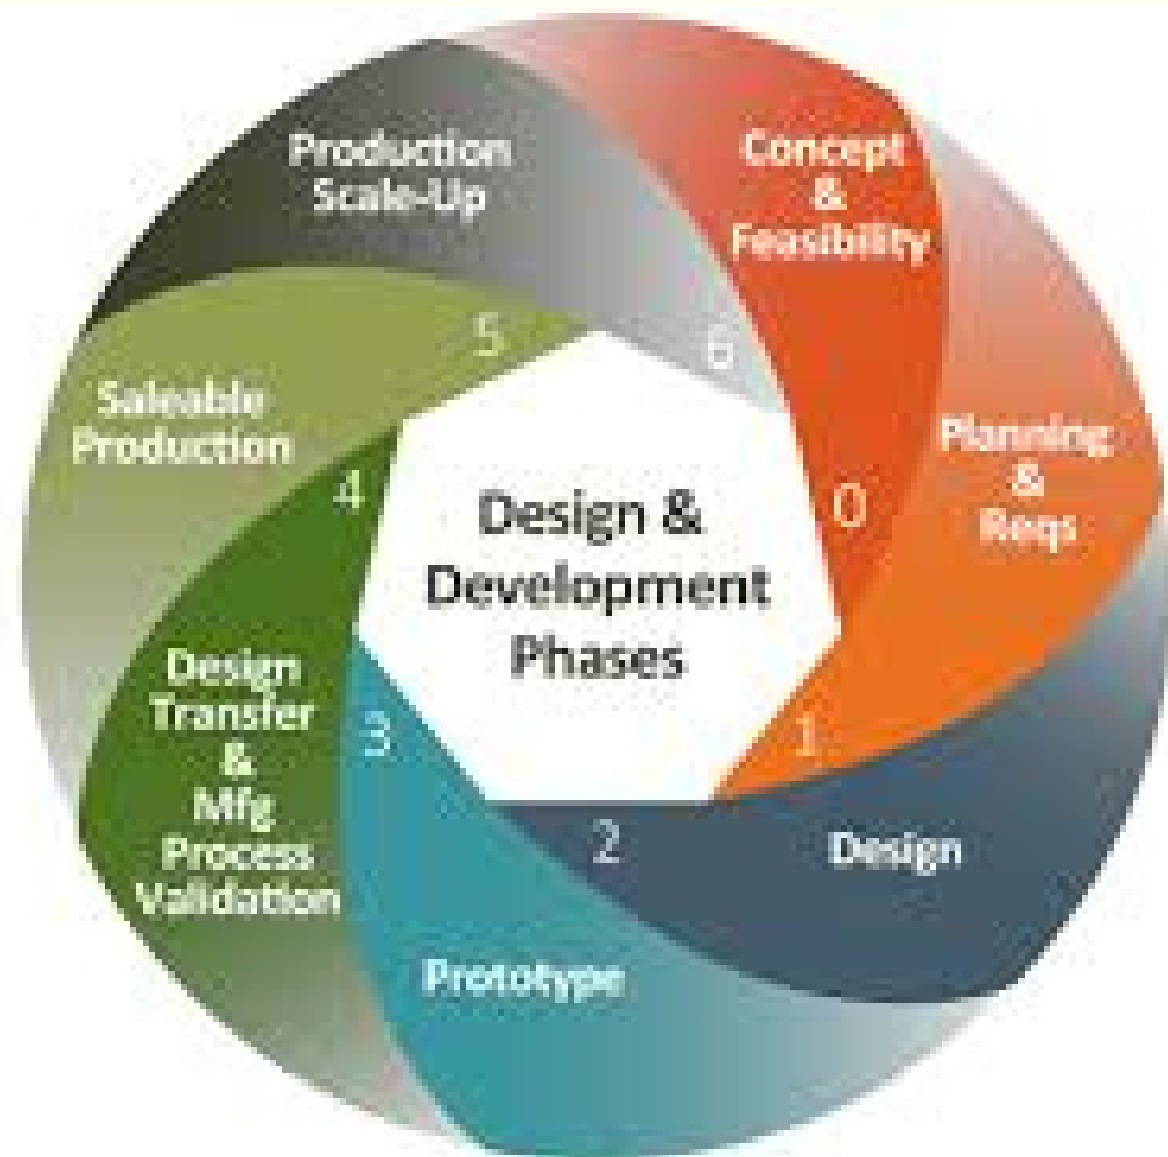 Design &
Development
Phases
Concept
&
Feasibility
0
Planning
&
Reqs
1
Design
2
Prototype
3
Design
Transfer
&
Mfg
Process
Validation
4
Saleable
Production
5
Production
Scale-Up
6